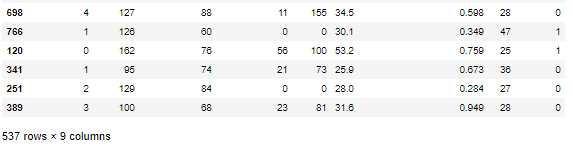 698 4 127 88 11 155 34.5 0.598 28 0
766 1 126 60 0 0 30.1 0.349 47 1
120 0 162 76 56 100 53.2 0.759 25 1
341 1 95 74 21 73 25.9 0.673 36 0
251 2 129 84 0 0 28.0 0.284 27 0
389 3 100 68 23 81 31.6 0.949 28 0
537 rows × 9 columns